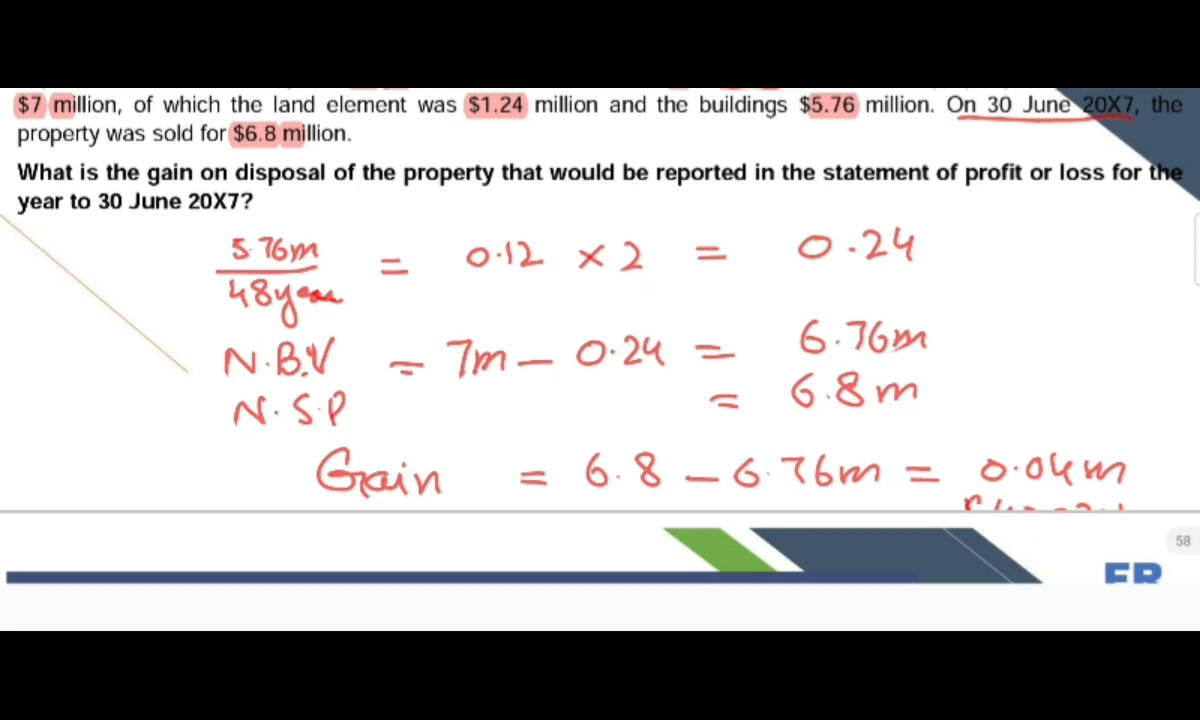 $7 million, of which the land element was $1.24 million and the buildings $5.76 million. On 30 June 20X7, the
property was sold for $6.8 million.
What is the gain on disposal of the property that would be reported in the statement of profit or loss for the
year to 30 June 20X7?
5.76m
48year = 0.12 × 2 = 0.24
N.B.V = 7m - 0.24 = 6.76m
N.S.P = 6.8m
Gain = 6.8 - 6.76m = 0.04m
58
FR